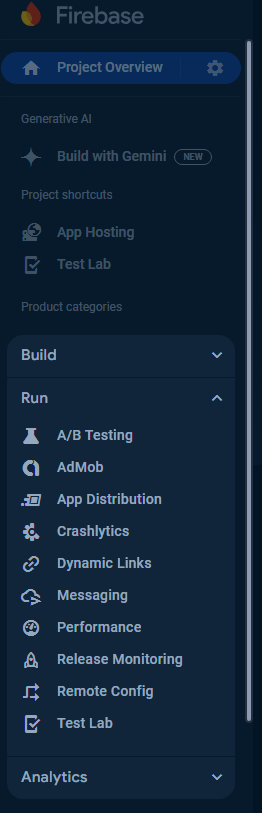 Firebase
Project Overview
Generative AI
Build with Gemini NEW
Project shortcuts
App Hosting
Test Lab
Product categories
Build
Run
A/B Testing
AdMob
App Distribution
Crashlytics
Dynamic Links
Messaging
Performance
Release Monitoring
Remote Config
Test Lab
Analytics